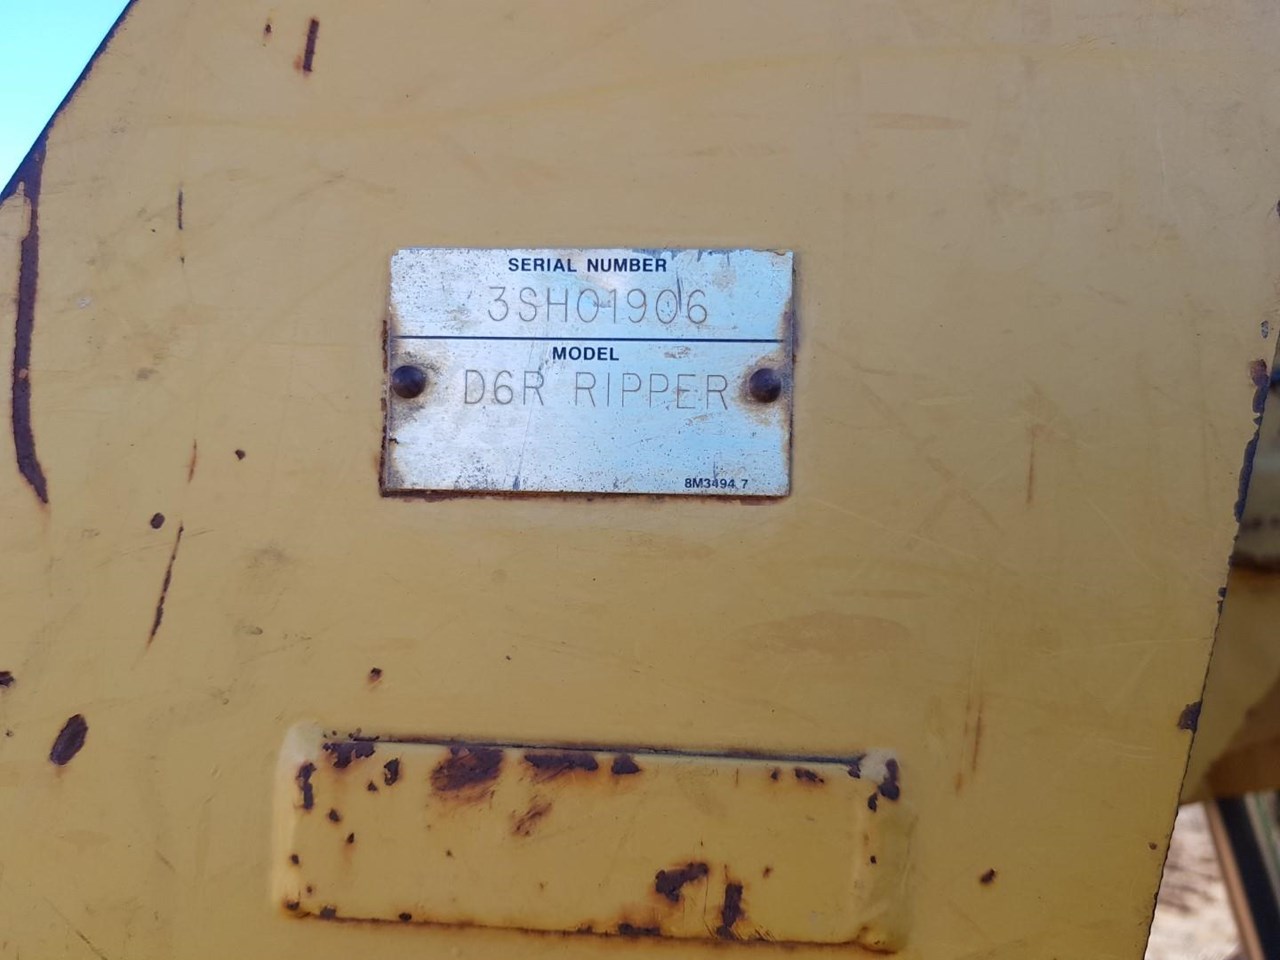 SERIAL NUMBER
3SH01906
MODEL
D6R RIPPER
8M3494 7